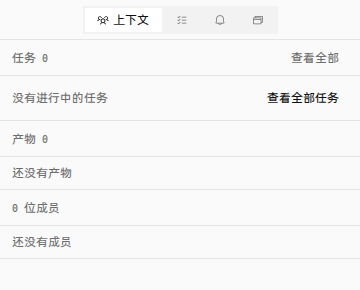 上下文
任务 0 查看全部
没有进行中的任务 查看全部任务
产物 0
还没有产物
0 位成员
还没有成员